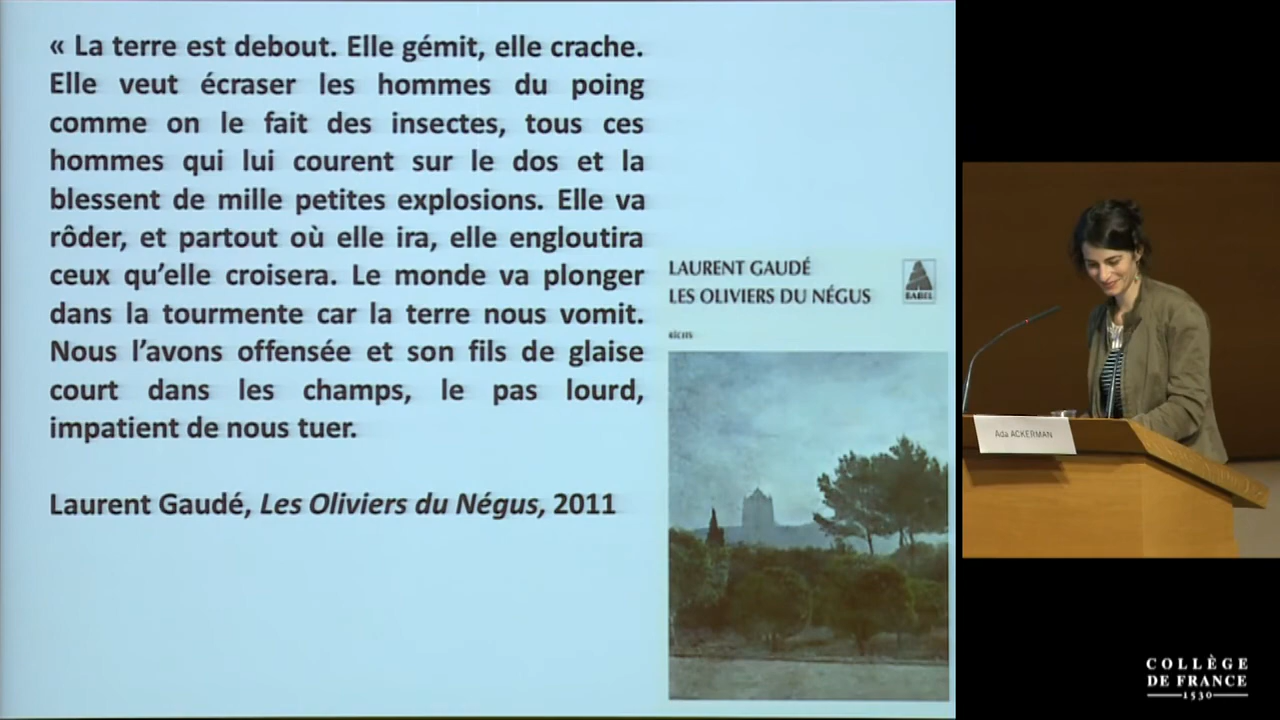 « La terre est debout. Elle gémit, elle crache.
Elle veut écraser les hommes du poing
comme on le fait des insectes, tous ces
hommes qui lui courent sur le dos et la
blessent de mille petites explosions. Elle va
rôder, et partout où elle ira, elle engloutira
ceux qu’elle croisera. Le monde va plonger
dans la tourmente car la terre nous vomit.
Nous l’avons offensée et son fils de glaise
court dans les champs, le pas lourd,
impatient de nous tuer.
Laurent Gaudé, Les Oliviers du Négus, 2011
LAURENT GAUDÉ
LES OLIVIERS DU NÉGUS
BABEL
Ada ACKERMAN
COLLÈGE
DE FRANCE
1530